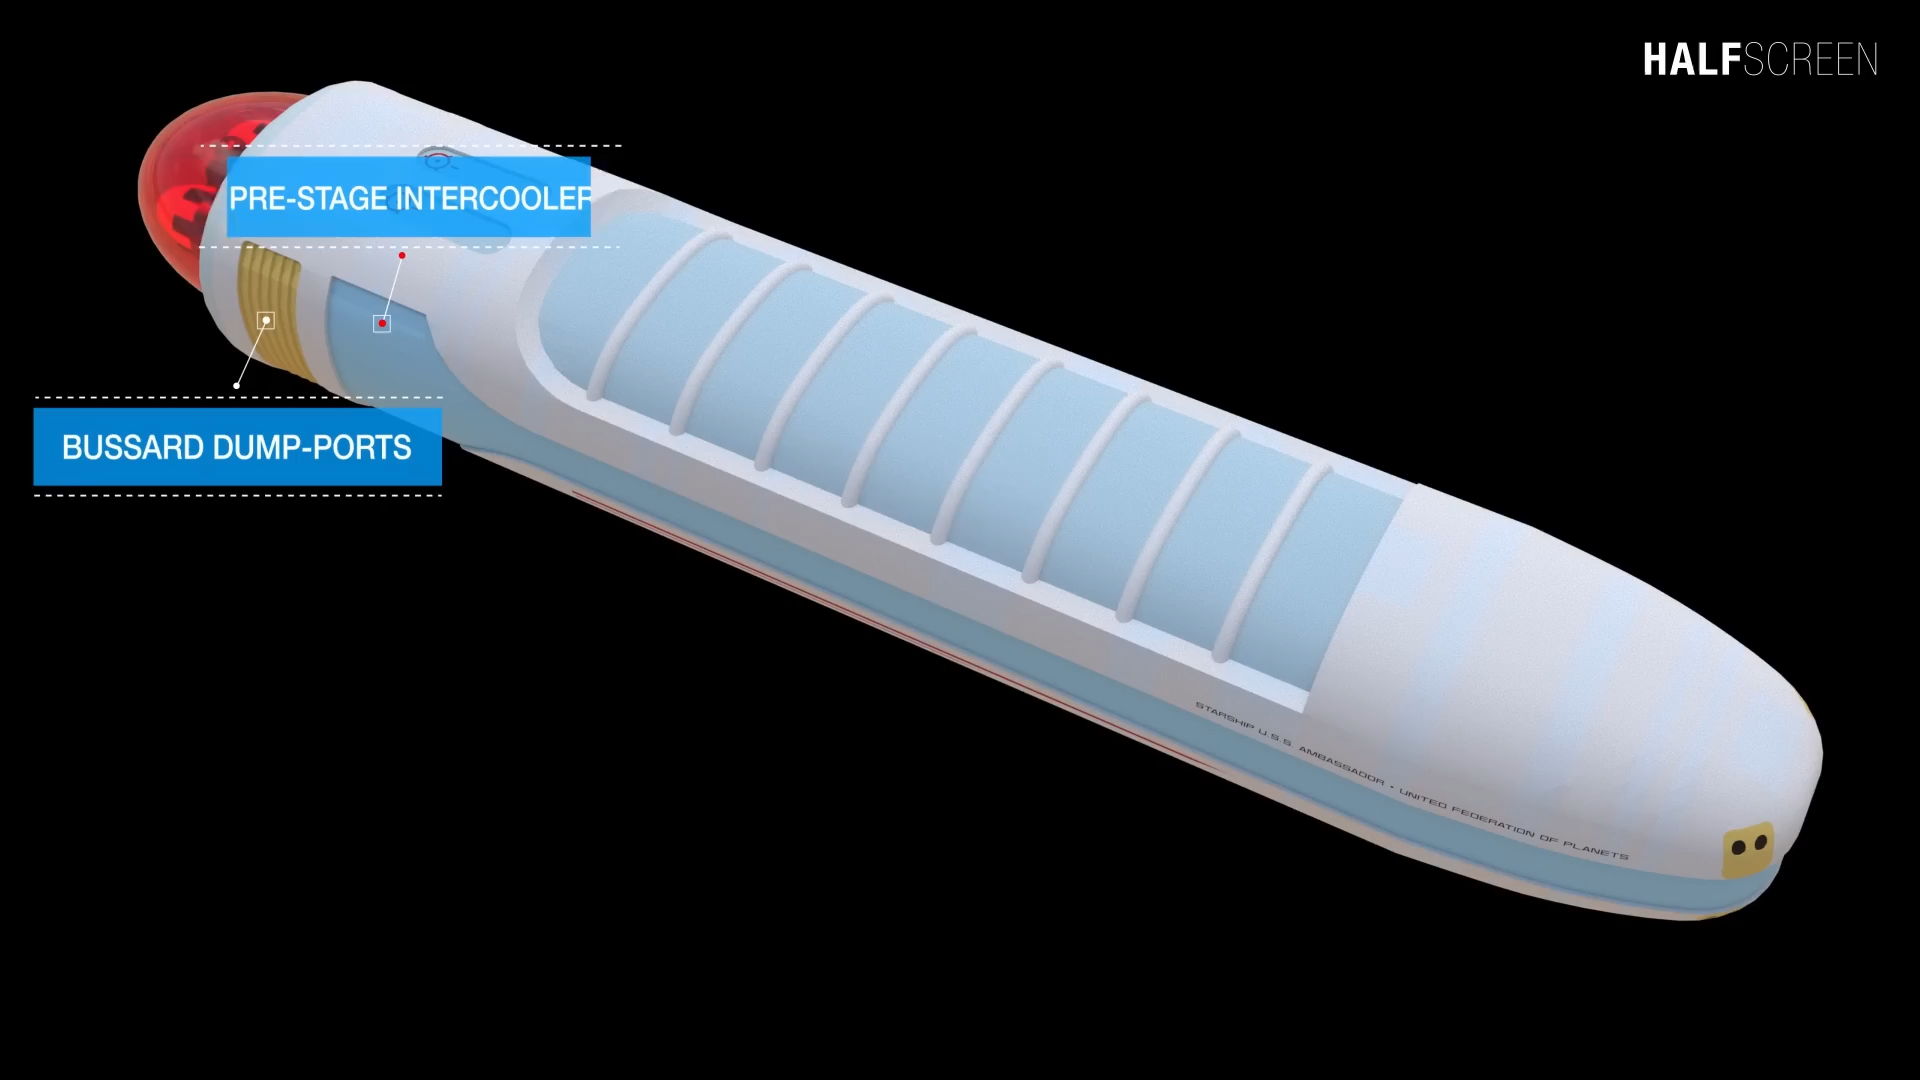 HALFSCREEN
PRE-STAGE INTERCOOLER
BUSSARD DUMP-PORTS
STARSHIP U.S.S. AMBASSADOR • UNITED FEDERATION OF PLANETS